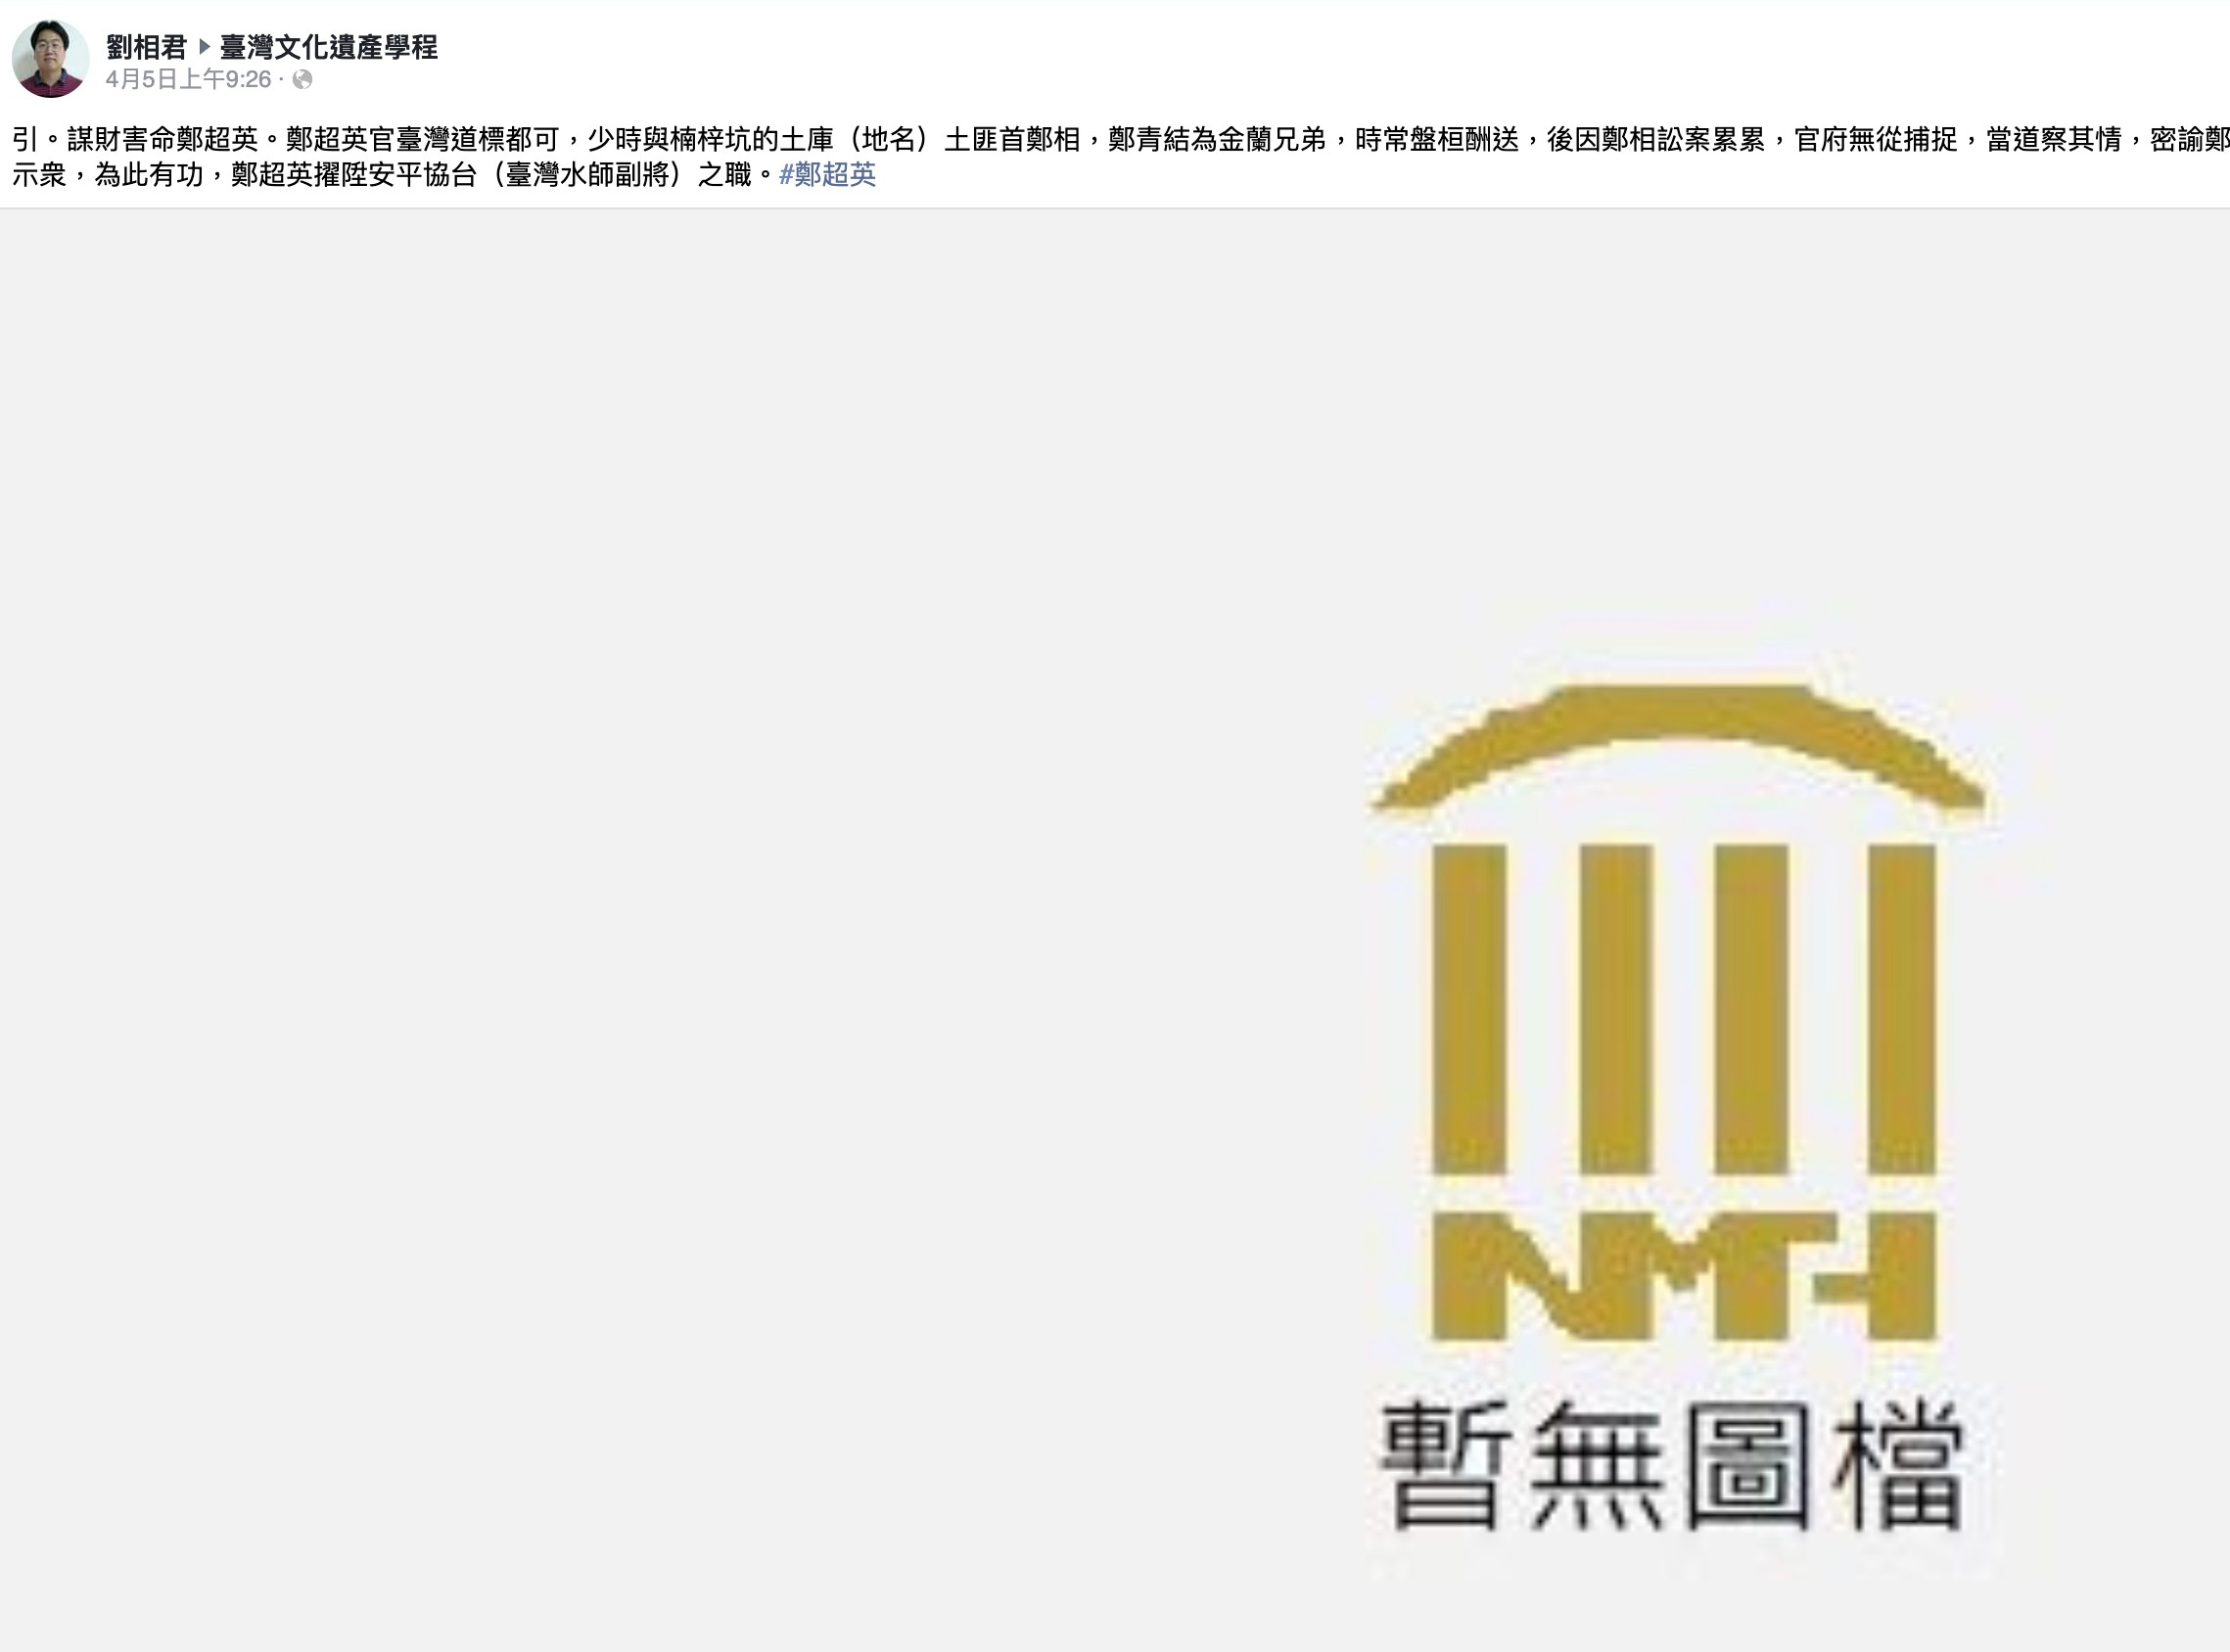 劉相君 ▶ 臺灣文化遺產學程
4月5日上午9:26 ·
引。謀財害命鄭超英。鄭超英官臺灣道標都可，少時與楠梓坑的土庫（地名）土匪首鄭相，鄭青結為金蘭兄弟，時常盤桓酬送，後因鄭相訟案累累，官府無從捕捉，當道察其情，密諭鄭
示衆，為此有功，鄭超英擢陞安平協台（臺灣水師副將）之職。#鄭超英
NMTH
暫無圖檔